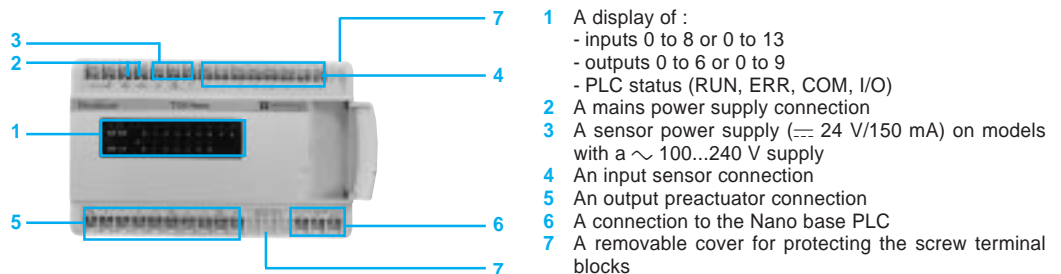 7
3
2
4
1
5
6
7
1 A display of :
- inputs 0 to 8 or 0 to 13
- outputs 0 to 6 or 0 to 9
- PLC status (RUN, ERR, COM, I/O)
2 A mains power supply connection
3 A sensor power supply (⎓ 24 V/150 mA) on models
with a ∼ 100...240 V supply
4 An input sensor connection
5 An output preactuator connection
6 A connection to the Nano base PLC
7 A removable cover for protecting the screw terminal
blocks